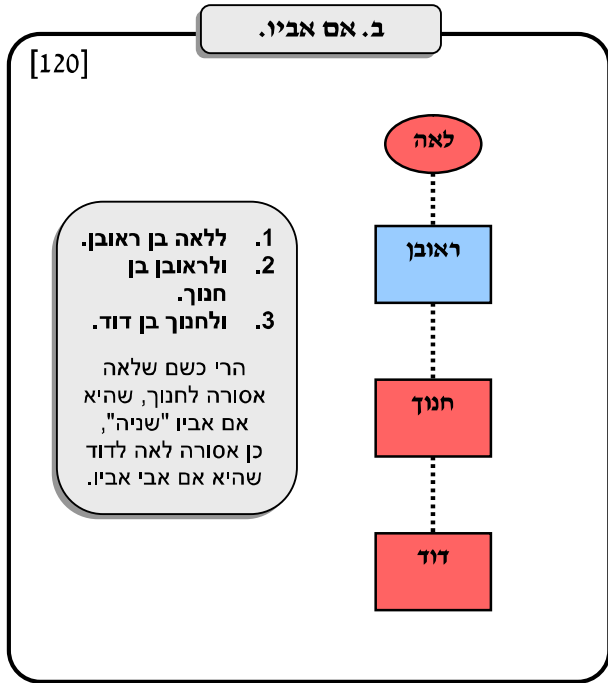 ב. אם אביו.
[120]
לאה
ראובן
חנוך
דוד
1. ללאה בן ראובן.
2. ולראובן בן
חנוך.
3. ולחנוך בן דוד.
הרי כשם שלאה
אסורה לחנוך, שהיא
אם אביו "שניה",
כן אסורה לאה לדוד
שהיא אם אבי אביו.